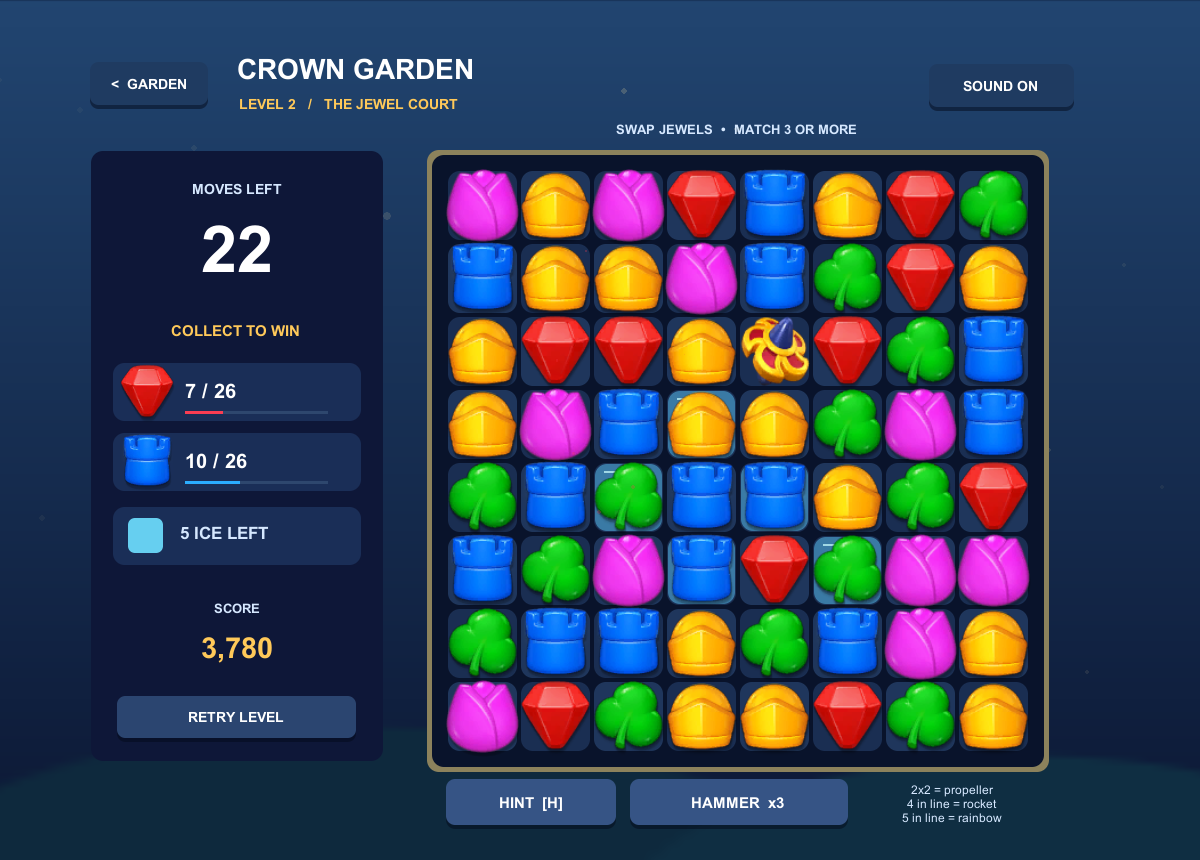 < GARDEN
CROWN GARDEN
LEVEL 2 / THE JEWEL COURT
SOUND ON
SWAP JEWELS • MATCH 3 OR MORE
MOVES LEFT
22
COLLECT TO WIN
7 / 26
10 / 26
5 ICE LEFT
SCORE
3,780
RETRY LEVEL
HINT [H]
HAMMER x3
2x2 = propeller
4 in line = rocket
5 in line = rainbow